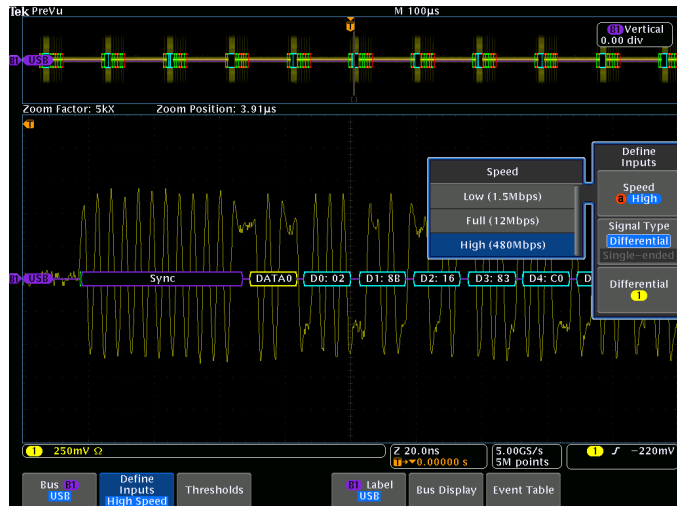 Tek PreVu
M 100µs
T
B1 Vertical
0.00 div
B1 USB
Zoom Factor: 5kX
Zoom Position: 3.91µs
T
Define
Inputs
Speed
Low (1.5Mbps)
Full (12Mbps)
High (480Mbps)
Speed
a High
Signal Type
Differential
Single-ended
Differential
1
B1 USB
Sync
DATA0
D0: 02
D1: 8B
D2: 16
D3: 83
D4: C0
D
1 250mV Ω
Z 20.0ns
T→▼0.00000 s
5.00GS/s
5M points
1 ∫ −220mV
Bus B1
USB
Define
Inputs
High Speed
Thresholds
B1 Label
USB
Bus Display
Event Table